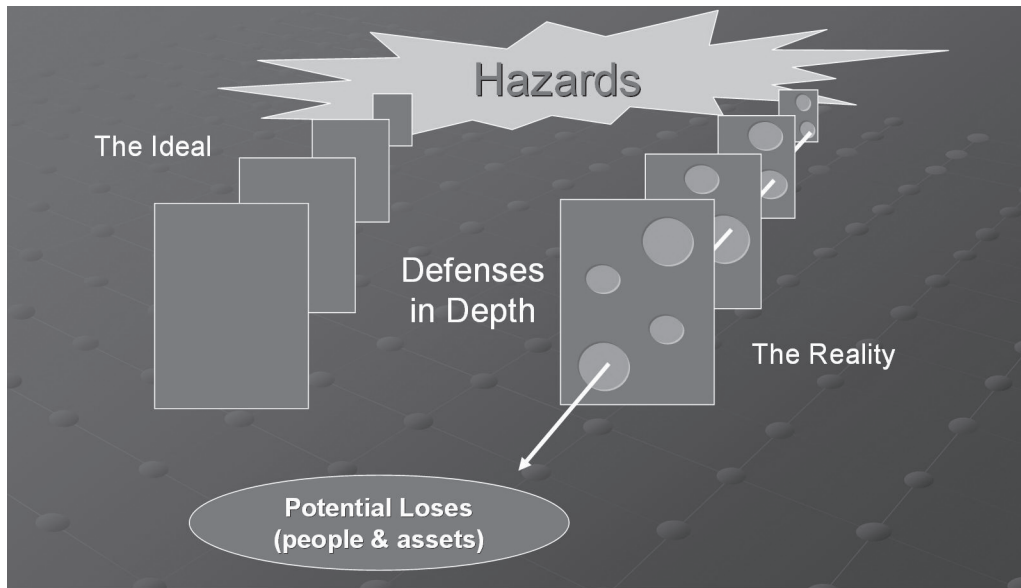 Hazards
The Ideal
Defenses
in Depth
The Reality
Potential Loses
(people & assets)